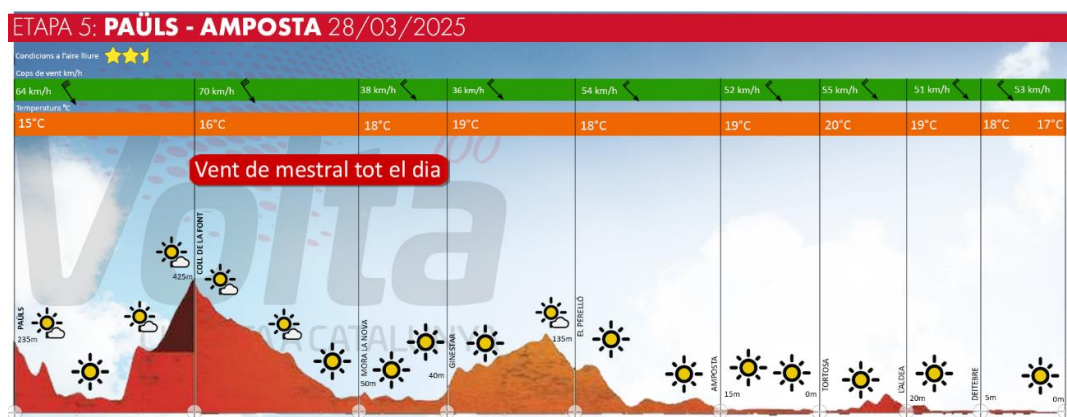 ETAPA 5: PAÜLS - AMPOSTA 28/03/2025
Condicions a l'aire lliure
Cops de vent km/h
64 km/h 70 km/h 38 km/h 36 km/h 54 km/h 52 km/h 55 km/h 51 km/h 53 km/h
Temperatura °C
15°C 16°C 18°C 19°C 18°C 19°C 20°C 19°C 18°C 17°C
100
Vent de mestral tot el dia
Volta
CATALUNYA
PAÜLS
235m
COLL DE LA FONT
425m
MORA LA NOVA
50m
GINESTAR
40m
EL PERELLÓ
135m
AMPOSTA
15m
TORTOSA
0m
L'ALDEA
20m
DEITEBRE
5m
0m